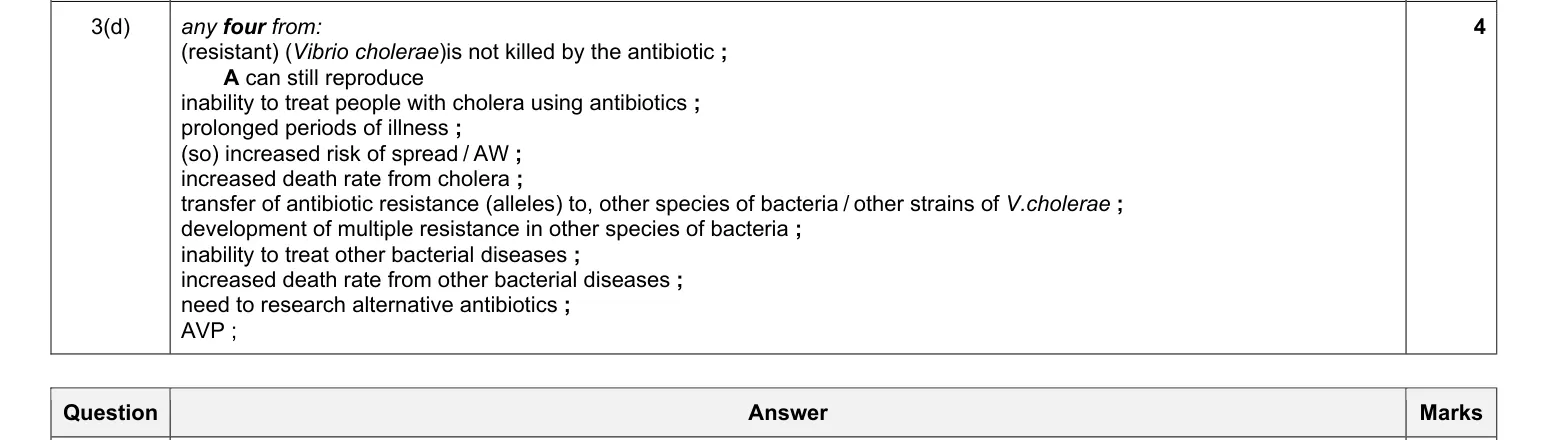 3(d)
any four from:
4
(resistant) (Vibrio cholerae)is not killed by the antibiotic ;
A can still reproduce
inability to treat people with cholera using antibiotics ;
prolonged periods of illness ;
(so) increased risk of spread / AW ;
increased death rate from cholera ;
transfer of antibiotic resistance (alleles) to, other species of bacteria / other strains of V.cholerae ;
development of multiple resistance in other species of bacteria ;
inability to treat other bacterial diseases ;
increased death rate from other bacterial diseases ;
need to research alternative antibiotics ;
AVP ;
Question Answer Marks